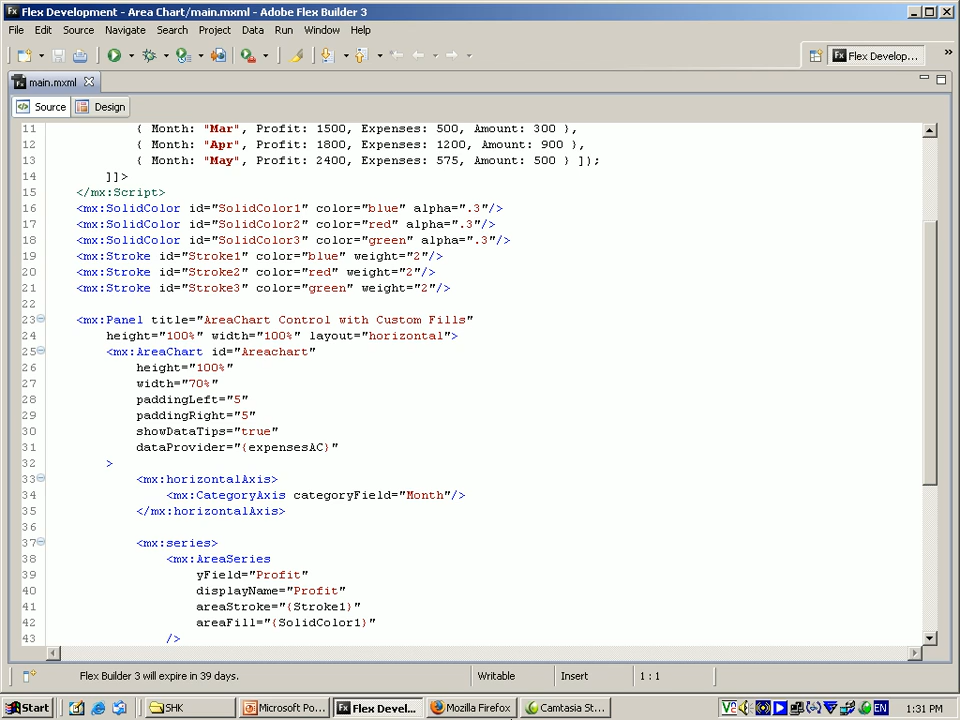 Flex Development - Area Chart/main.mxml - Adobe Flex Builder 3
File Edit Source Navigate Search Project Data Run Window Help
Flex Develop...
main.mxml
Source Design
11 { Month: "Mar", Profit: 1500, Expenses: 500, Amount: 300 },
12 { Month: "Apr", Profit: 1800, Expenses: 1200, Amount: 900 },
13 { Month: "May", Profit: 2400, Expenses: 575, Amount: 500 } ]);
14 ]]>
15 </mx:Script>
16 <mx:SolidColor id="SolidColor1" color="blue" alpha=".3"/>
17 <mx:SolidColor id="SolidColor2" color="red" alpha=".3"/>
18 <mx:SolidColor id="SolidColor3" color="green" alpha=".3"/>
19 <mx:Stroke id="Stroke1" color="blue" weight="2"/>
20 <mx:Stroke id="Stroke2" color="red" weight="2"/>
21 <mx:Stroke id="Stroke3" color="green" weight="2"/>
22
23 <mx:Panel title="AreaChart Control with Custom Fills"
24 height="100%" width="100%" layout="horizontal">
25 <mx:AreaChart id="Areachart"
26 height="100%"
27 width="70%"
28 paddingLeft="5"
29 paddingRight="5"
30 showDataTips="true"
31 dataProvider="{expensesAC}"
32 >
33 <mx:horizontalAxis>
34 <mx:CategoryAxis categoryField="Month"/>
35 </mx:horizontalAxis>
36
37 <mx:series>
38 <mx:AreaSeries
39 yField="Profit"
40 displayName="Profit"
41 areaStroke="{Stroke1}"
42 areaFill="{SolidColor1}"
43 />
Flex Builder 3 will expire in 39 days. Writable Insert 1 : 1
Start SHK Microsoft Po... Flex Devel... Mozilla Firefox Camtasia St... EN 1:31 PM